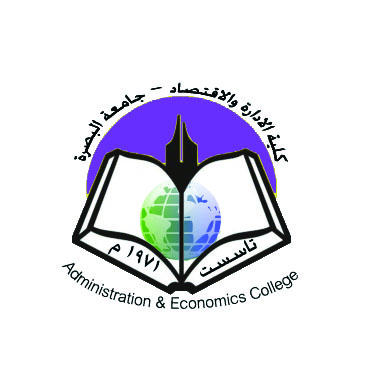 كلية الادارة والاقتصاد - جامعة البصرة
تأسست ١٩٧١ م
Administration & Economics College